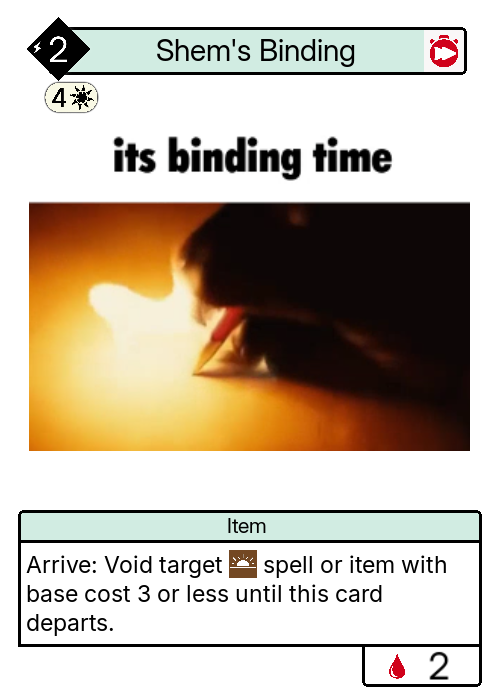 2
Shem's Binding
4
its binding time
Item
Arrive: Void target spell or item with
base cost 3 or less until this card
departs.
2